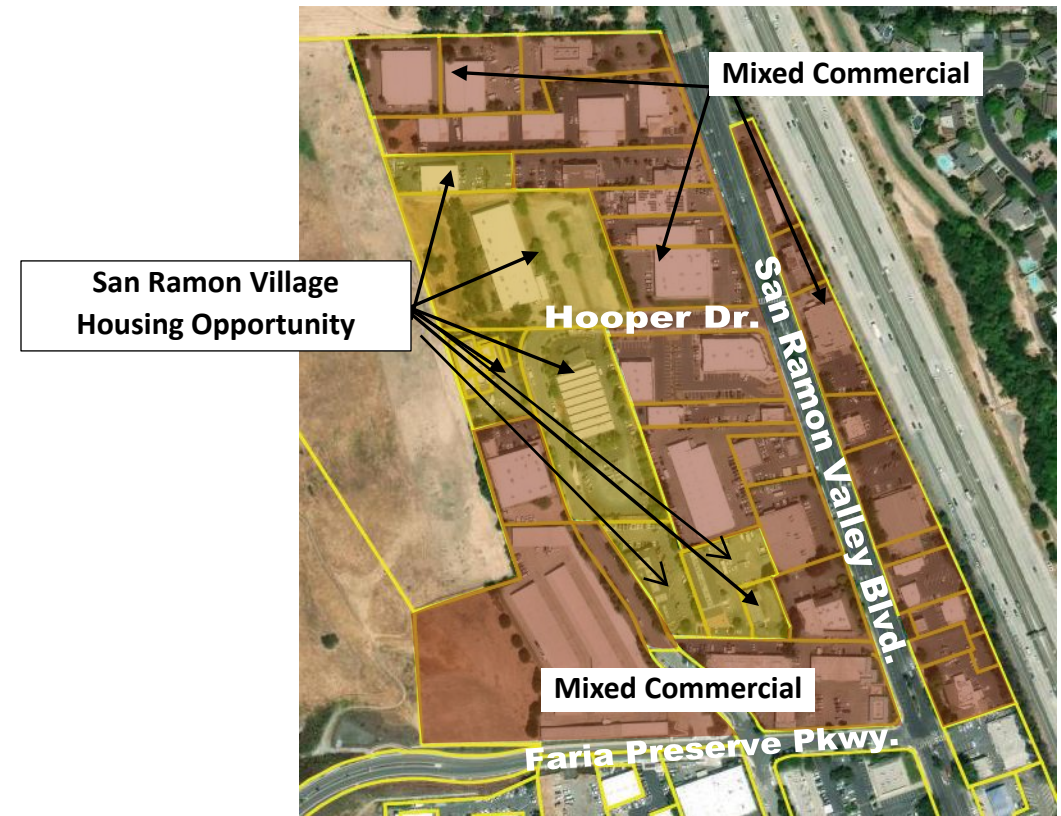 Mixed Commercial
San Ramon Village
Housing Opportunity
Hooper Dr.
San Ramon Valley Blvd.
Mixed Commercial
Faria Preserve Pkwy.